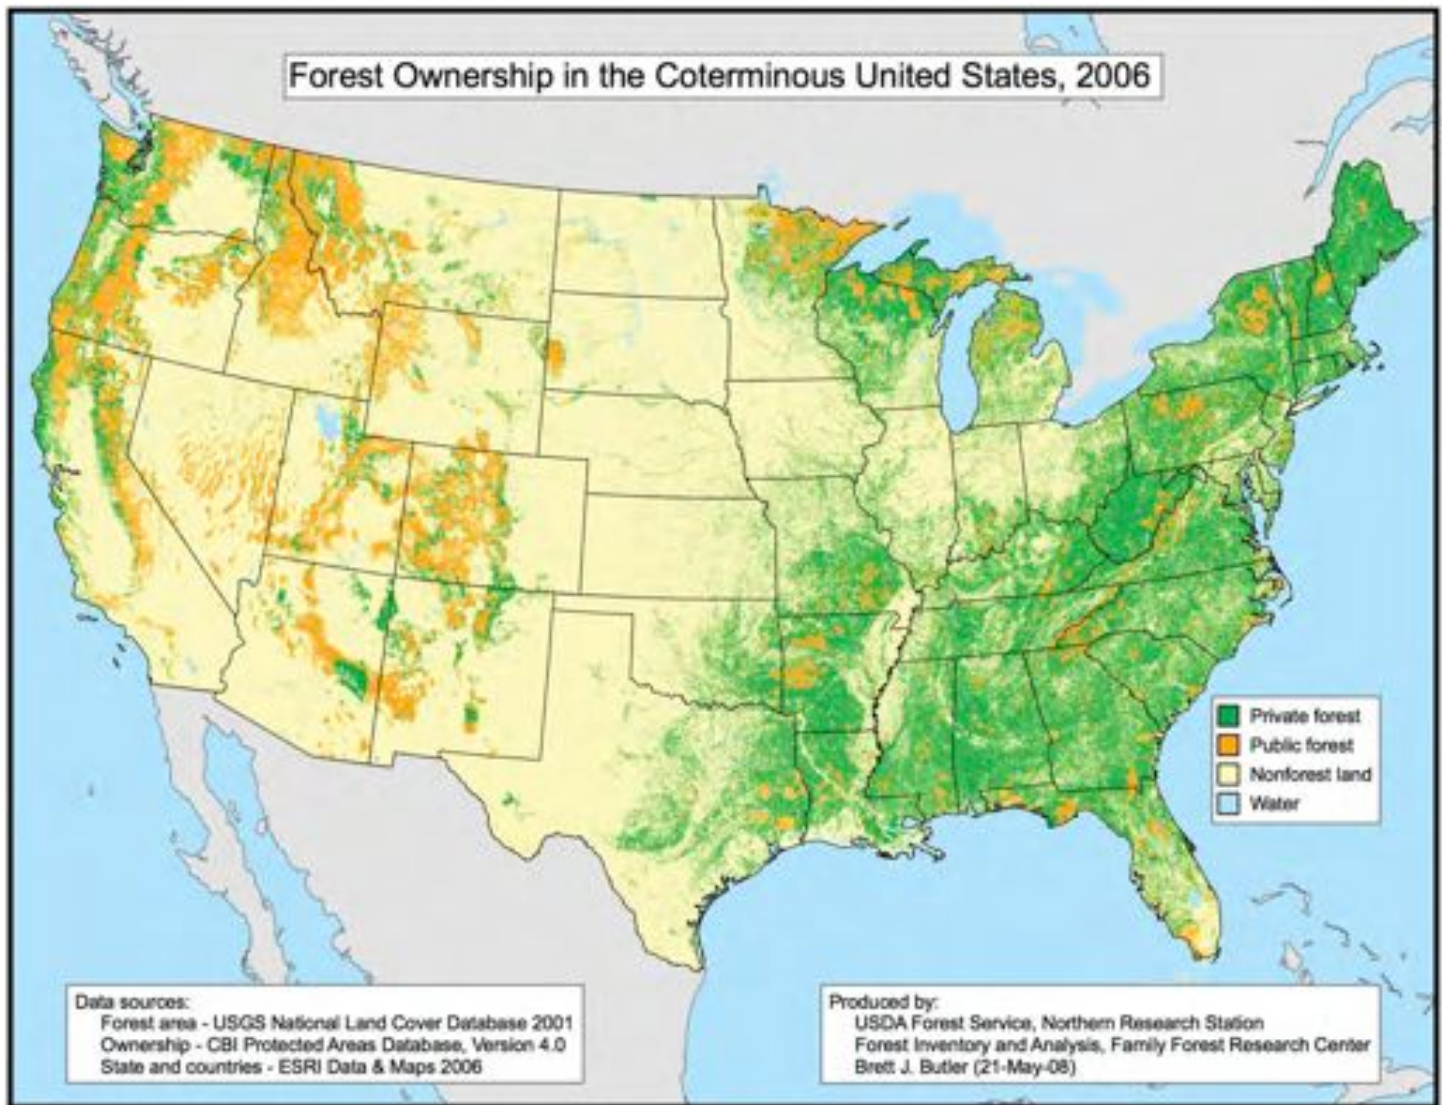 Forest Ownership in the Coterminous United States, 2006
Private forest
Public forest
Nonforest land
Water
Data sources:
Forest area - USGS National Land Cover Database 2001
Ownership - CBI Protected Areas Database, Version 4.0
State and countries - ESRI Data & Maps 2006
Produced by:
USDA Forest Service, Northern Research Station
Forest Inventory and Analysis, Family Forest Research Center
Brett J. Butler (21-May-08)